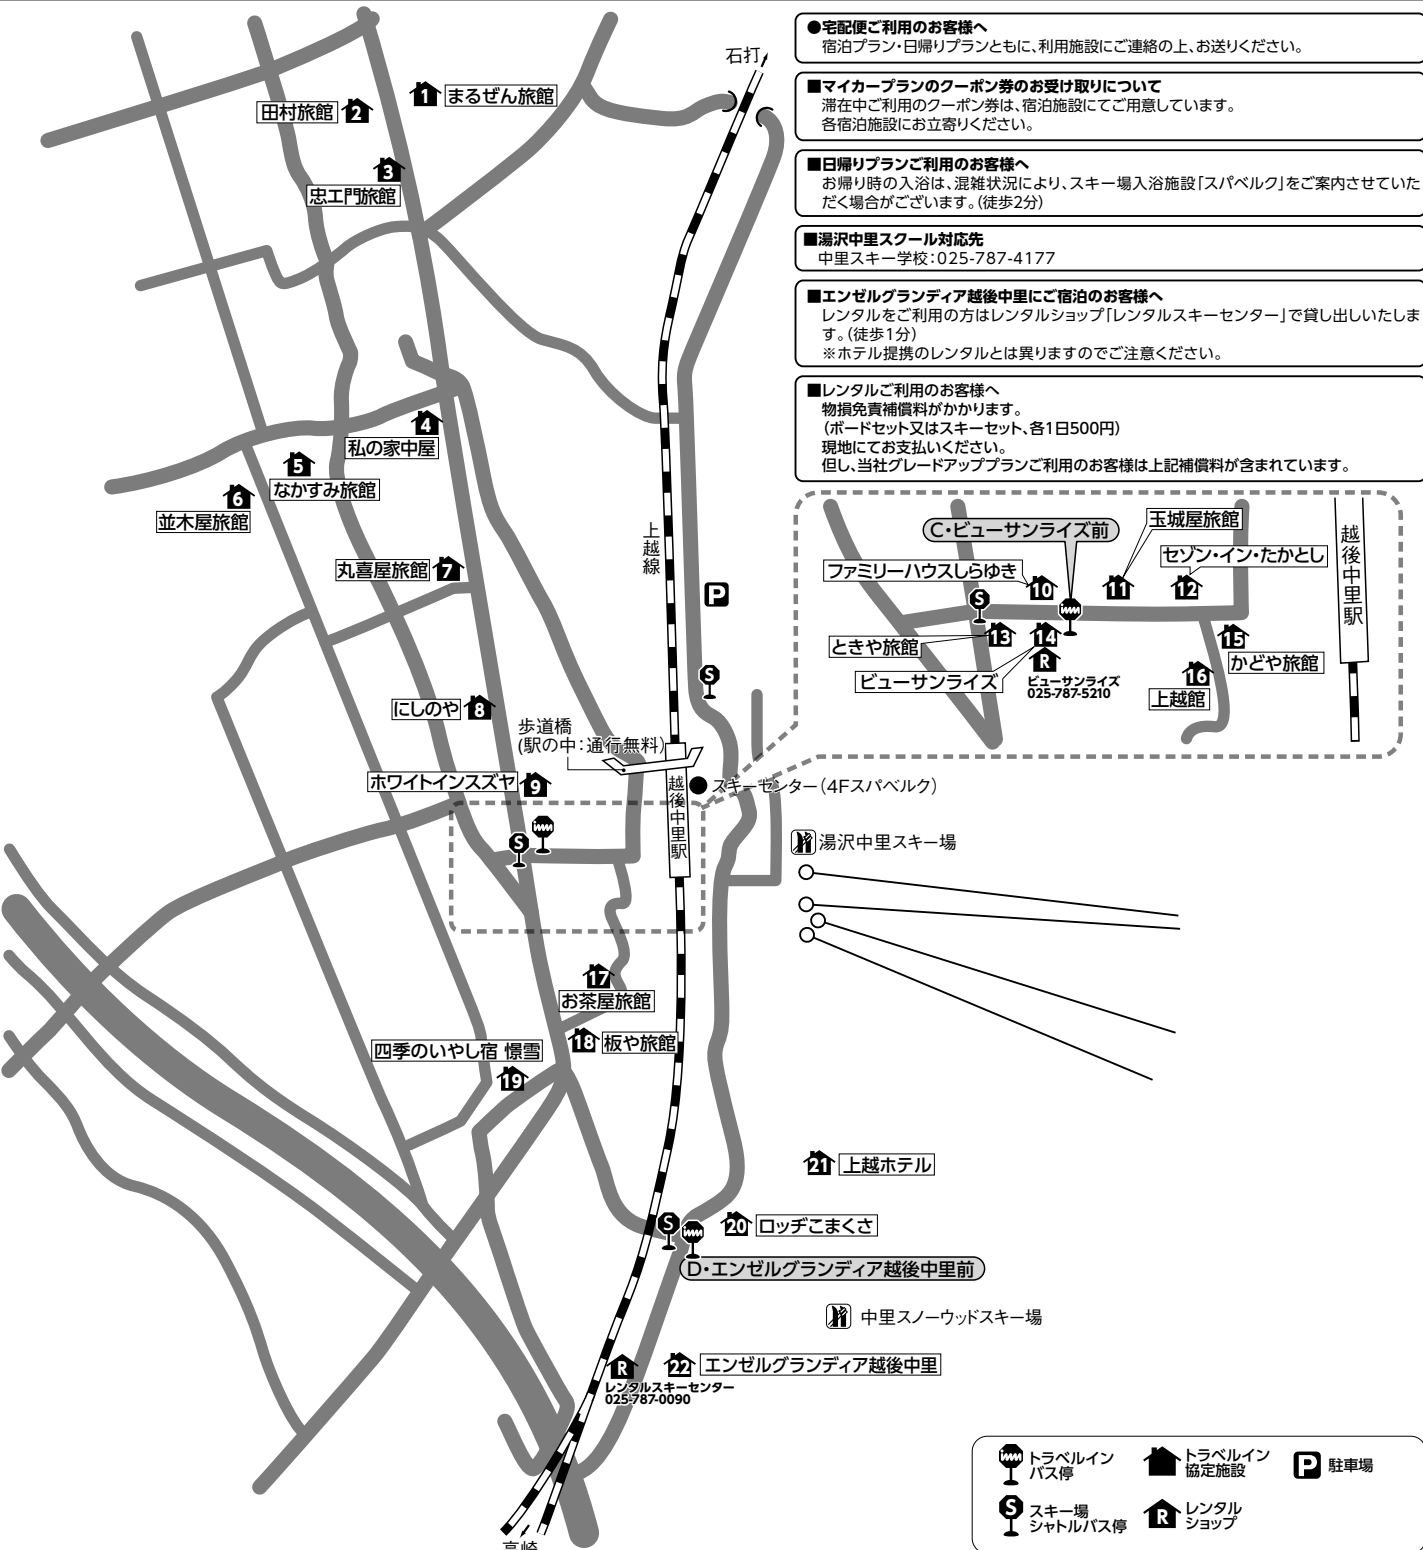 ●宅配便ご利用のお客様へ
宿泊プラン・日帰りプランともに、利用施設にご連絡の上、お送りください。
■マイカープランのクーポン券のお受け取りについて
滞在中ご利用のクーポン券は、宿泊施設にてご用意しています。
各宿泊施設にお立寄りください。
■日帰りプランご利用のお客様へ
お帰り時の入浴は、混雑状況により、スキー場入浴施設「スパベルク」をご案内させていた
だく場合がございます。(徒歩2分)
■湯沢中里スクール対応先
中里スキー学校:025-787-4177
■エンゼルグランディア越後中里にご宿泊のお客様へ
レンタルをご利用の方はレンタルショップ「レンタルスキーセンター」で貸し出しいたしま
す。(徒歩1分)
※ホテル提携のレンタルとは異りますのでご注意ください。
■レンタルご利用のお客様へ
物損免責補償料がかかります。
(ボードセット又はスキーセット、各1日500円)
現地にてお支払いください。
但し、当社グレードアッププランご利用のお客様は上記補償料が含まれています。
石打
1 まるぜん旅館
田村旅館 2
3
忠工門旅館
4
私の家中屋
5
なかすみ旅館
6
並木屋旅館
丸喜屋旅館 7
上越線
P
S
にしのや 8
歩道橋
(駅の中:通行無料)
ホワイトインスズヤ 9
越後中里駅
スキーセンター(4Fスパベルク)
S
湯沢中里スキー場
C・ビューサンライズ前
玉城屋旅館
セゾン・イン・たかとし
ファミリーハウスしらゆき
10
11
12
S
越後中里駅
ときや旅館
13
14
15
かどや旅館
ビューサンライズ
R
ビューサンライズ
025-787-5210
16
上越館
17
お茶屋旅館
18 板や旅館
四季のいやし宿 憬雪
19
21 上越ホテル
S
20 ロッヂこまくさ
D・エンゼルグランディア越後中里前
中里スノーウッドスキー場
R
レンタルスキーセンター
025-787-0090
22 エンゼルグランディア越後中里
高崎
トラベルイン
バス停
トラベルイン
協定施設
P 駐車場
S スキー場
シャトルバス停
R レンタル
ショップ